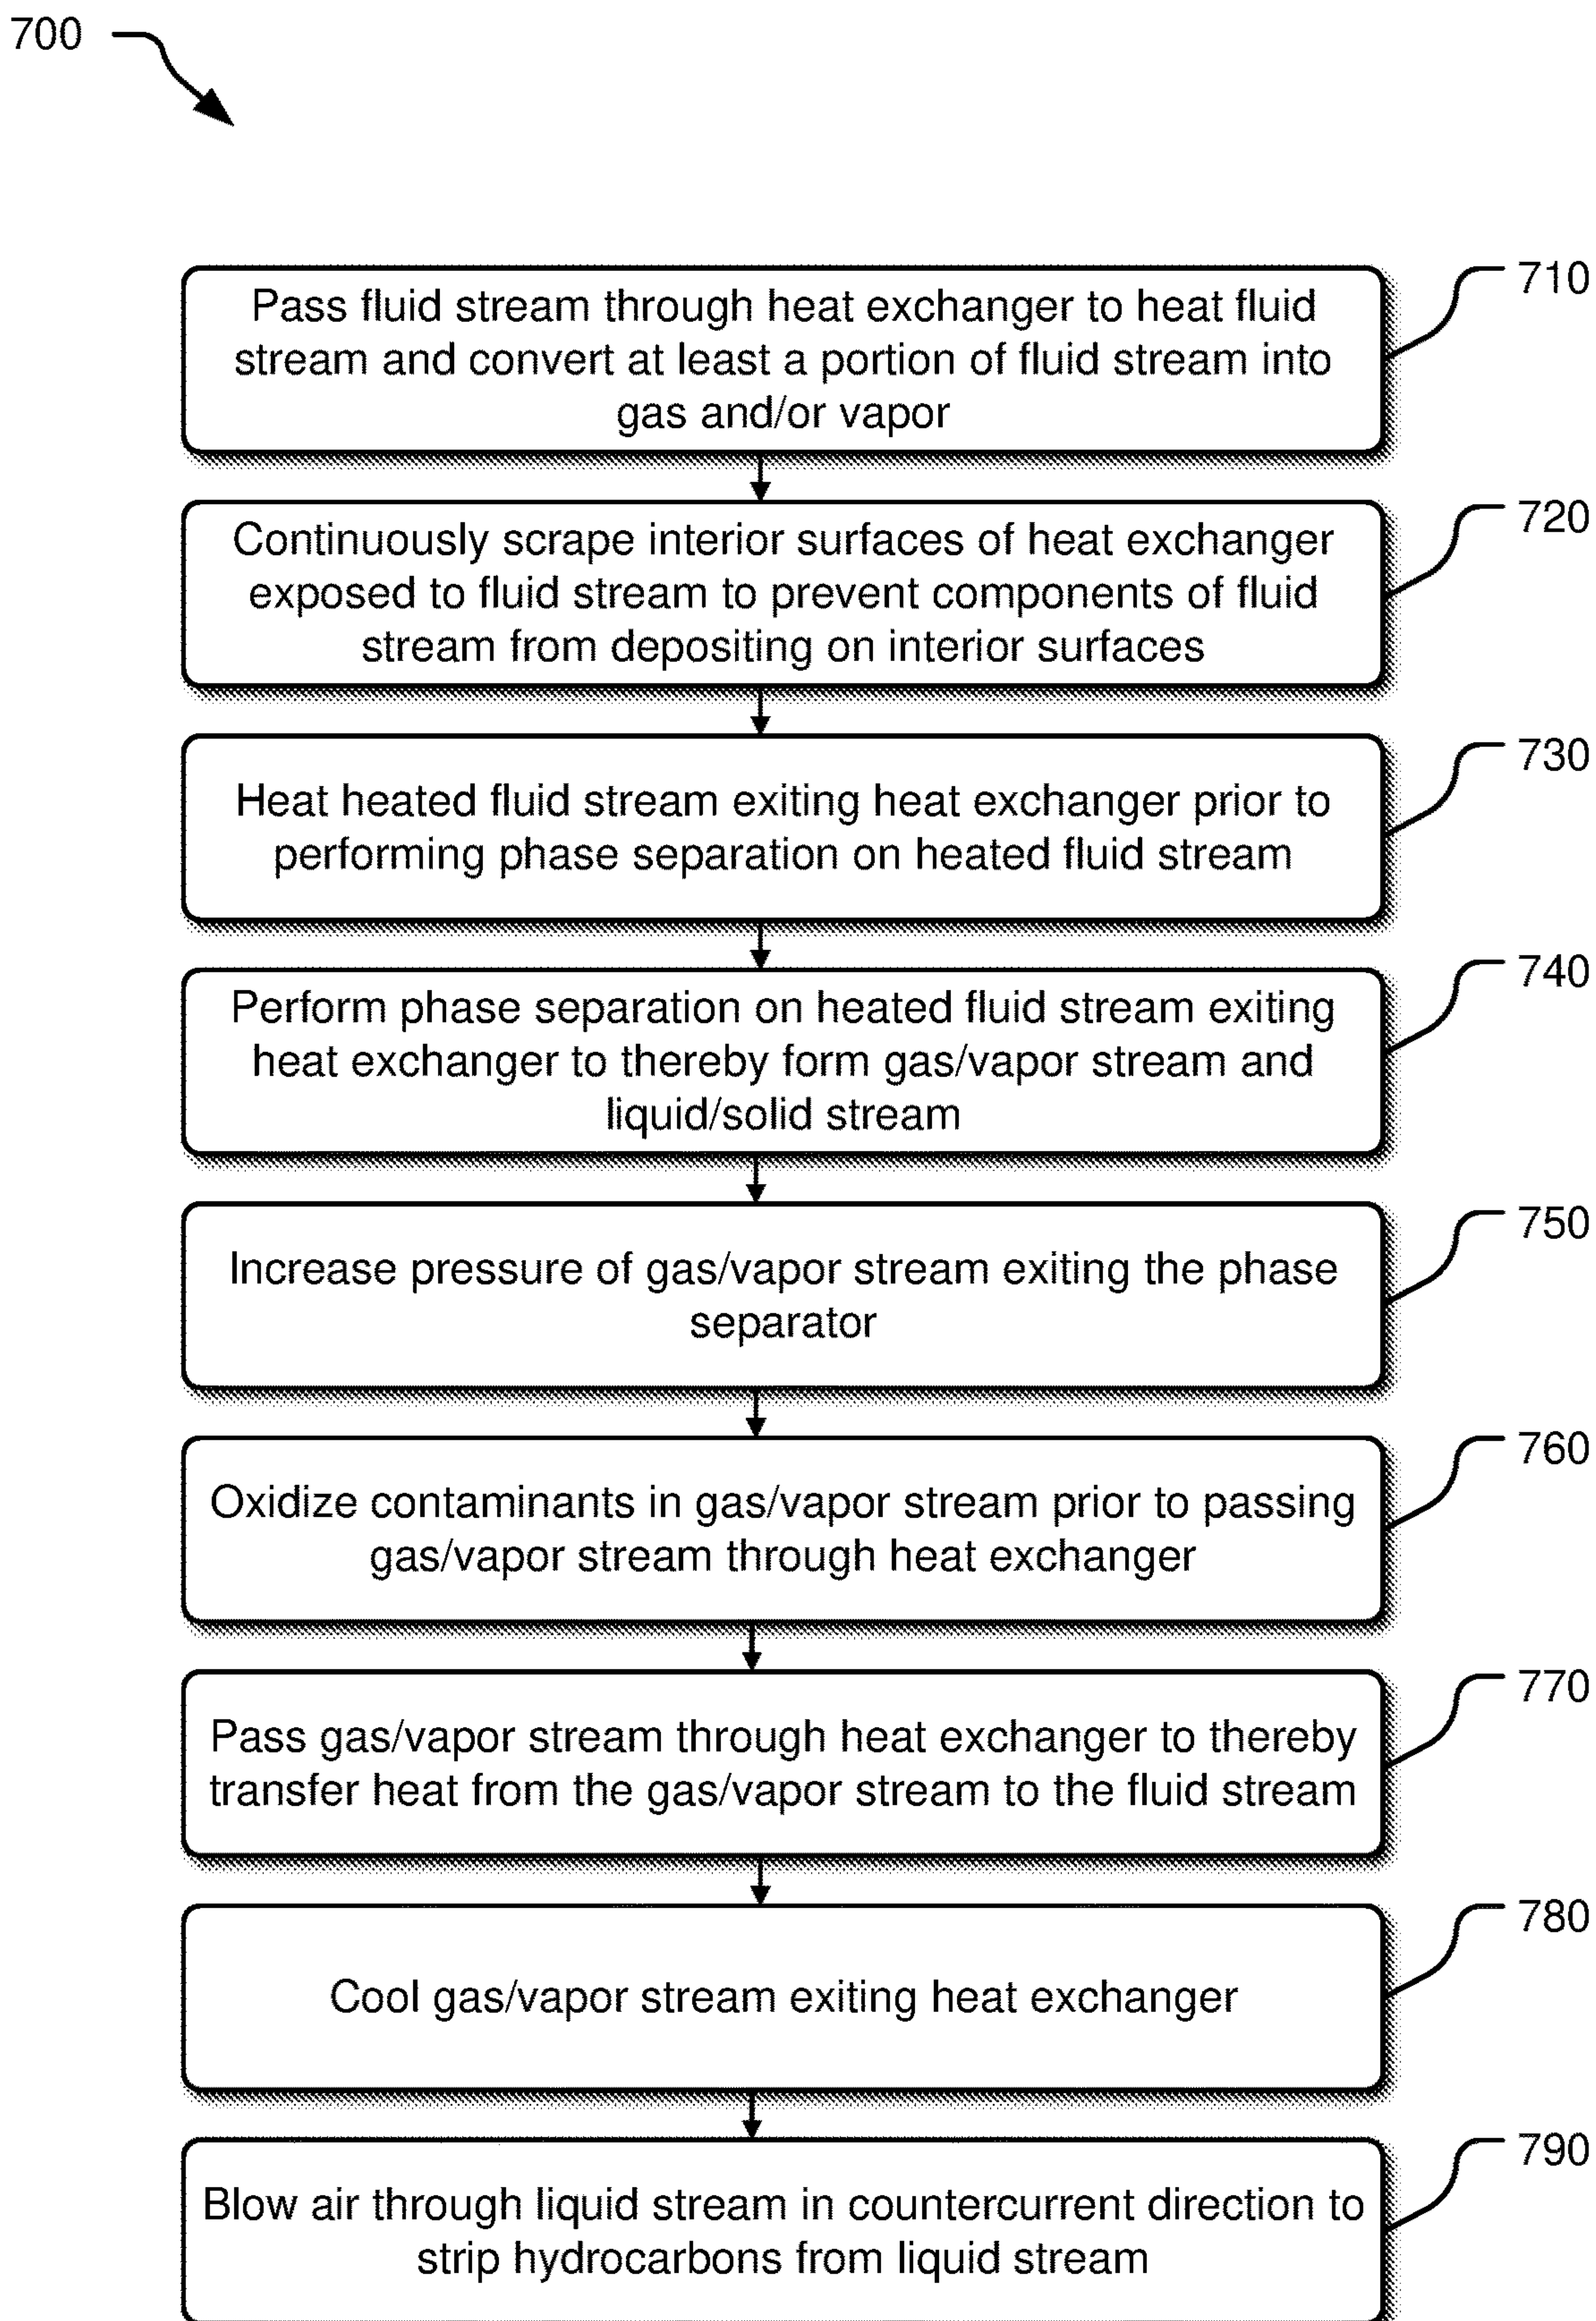 700
710
Pass fluid stream through heat exchanger to heat fluid
stream and convert at least a portion of fluid stream into
gas and/or vapor
720
Continuously scrape interior surfaces of heat exchanger
exposed to fluid stream to prevent components of fluid
stream from depositing on interior surfaces
730
Heat heated fluid stream exiting heat exchanger prior to
performing phase separation on heated fluid stream
740
Perform phase separation on heated fluid stream exiting
heat exchanger to thereby form gas/vapor stream and
liquid/solid stream
750
Increase pressure of gas/vapor stream exiting the phase
separator
760
Oxidize contaminants in gas/vapor stream prior to passing
gas/vapor stream through heat exchanger
770
Pass gas/vapor stream through heat exchanger to thereby
transfer heat from the gas/vapor stream to the fluid stream
780
Cool gas/vapor stream exiting heat exchanger
790
Blow air through liquid stream in countercurrent direction to
strip hydrocarbons from liquid stream